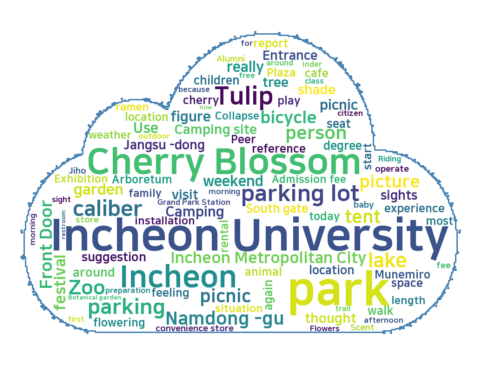 for report
Alumni Entrance
really around Inder
children free Plaza cafe
because tree class shade
cherry Tulip play now
ramen figure Collapse bicycle picnic citizen
location Use Camping site person seat
weather outdoor Peer degree
Jangsu -dong reference start Riding
Jiho Cherry Blossom operate
Exhibition Arboretum weekend Admission fee picture
garden family visit morning parking lot sights
sight caliber Grand Park Station baby experience
Front Door restroom Camping South gate today tent most
morning installation rental
Incheon University
suggestion Incheon Metropolitan City lake
around Incheon animal location Munemiro fee
festival Zoo feeling picnic again park space
preparation length
Botanical garden parking situation trail walk
first flowering Namdong -gu thought afternoon
convenience store Flowers Scent
store